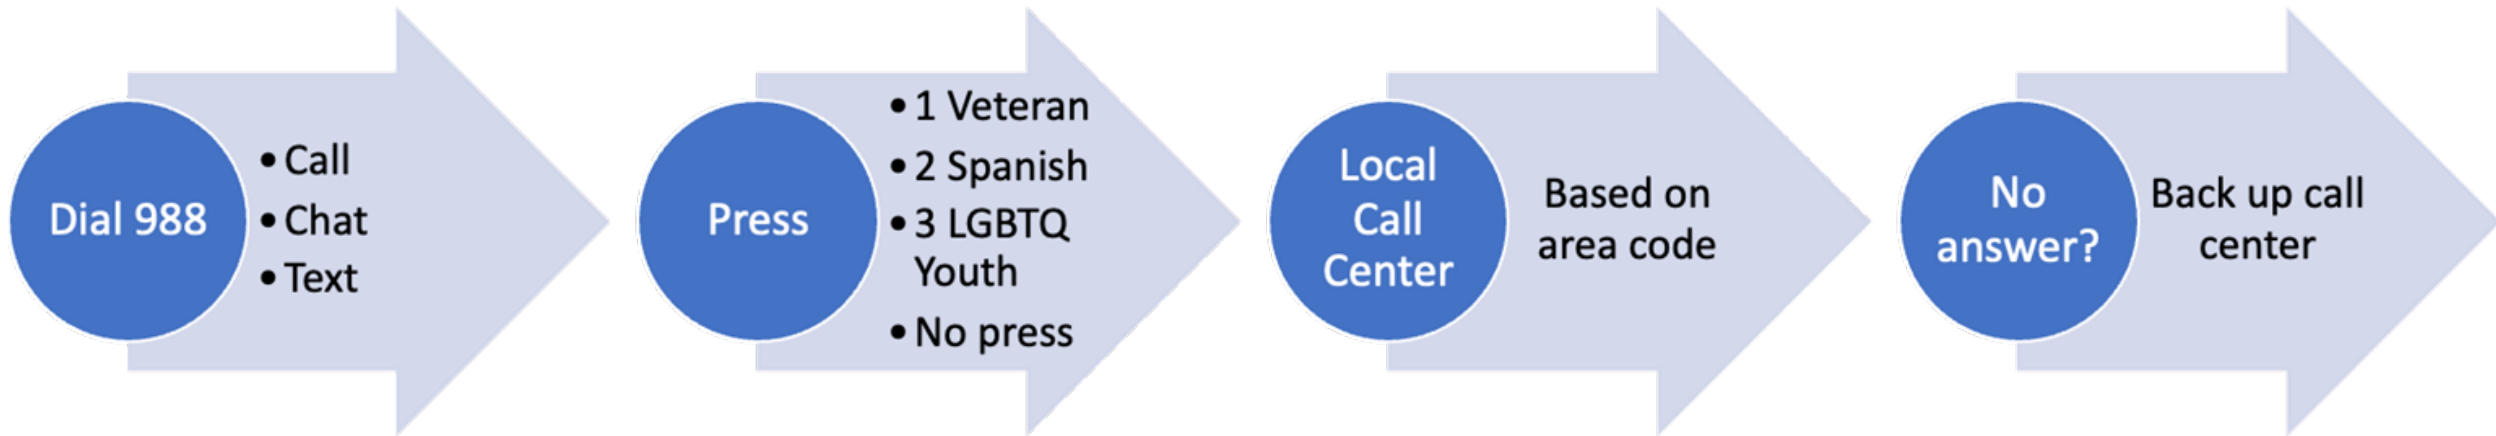 Dial 988
• Call
• Chat
• Text
Press
• 1 Veteran
• 2 Spanish
• 3 LGBTQ
Youth
• No press
Local
Call
Center
Based on
area code
No
answer?
Back up call
center